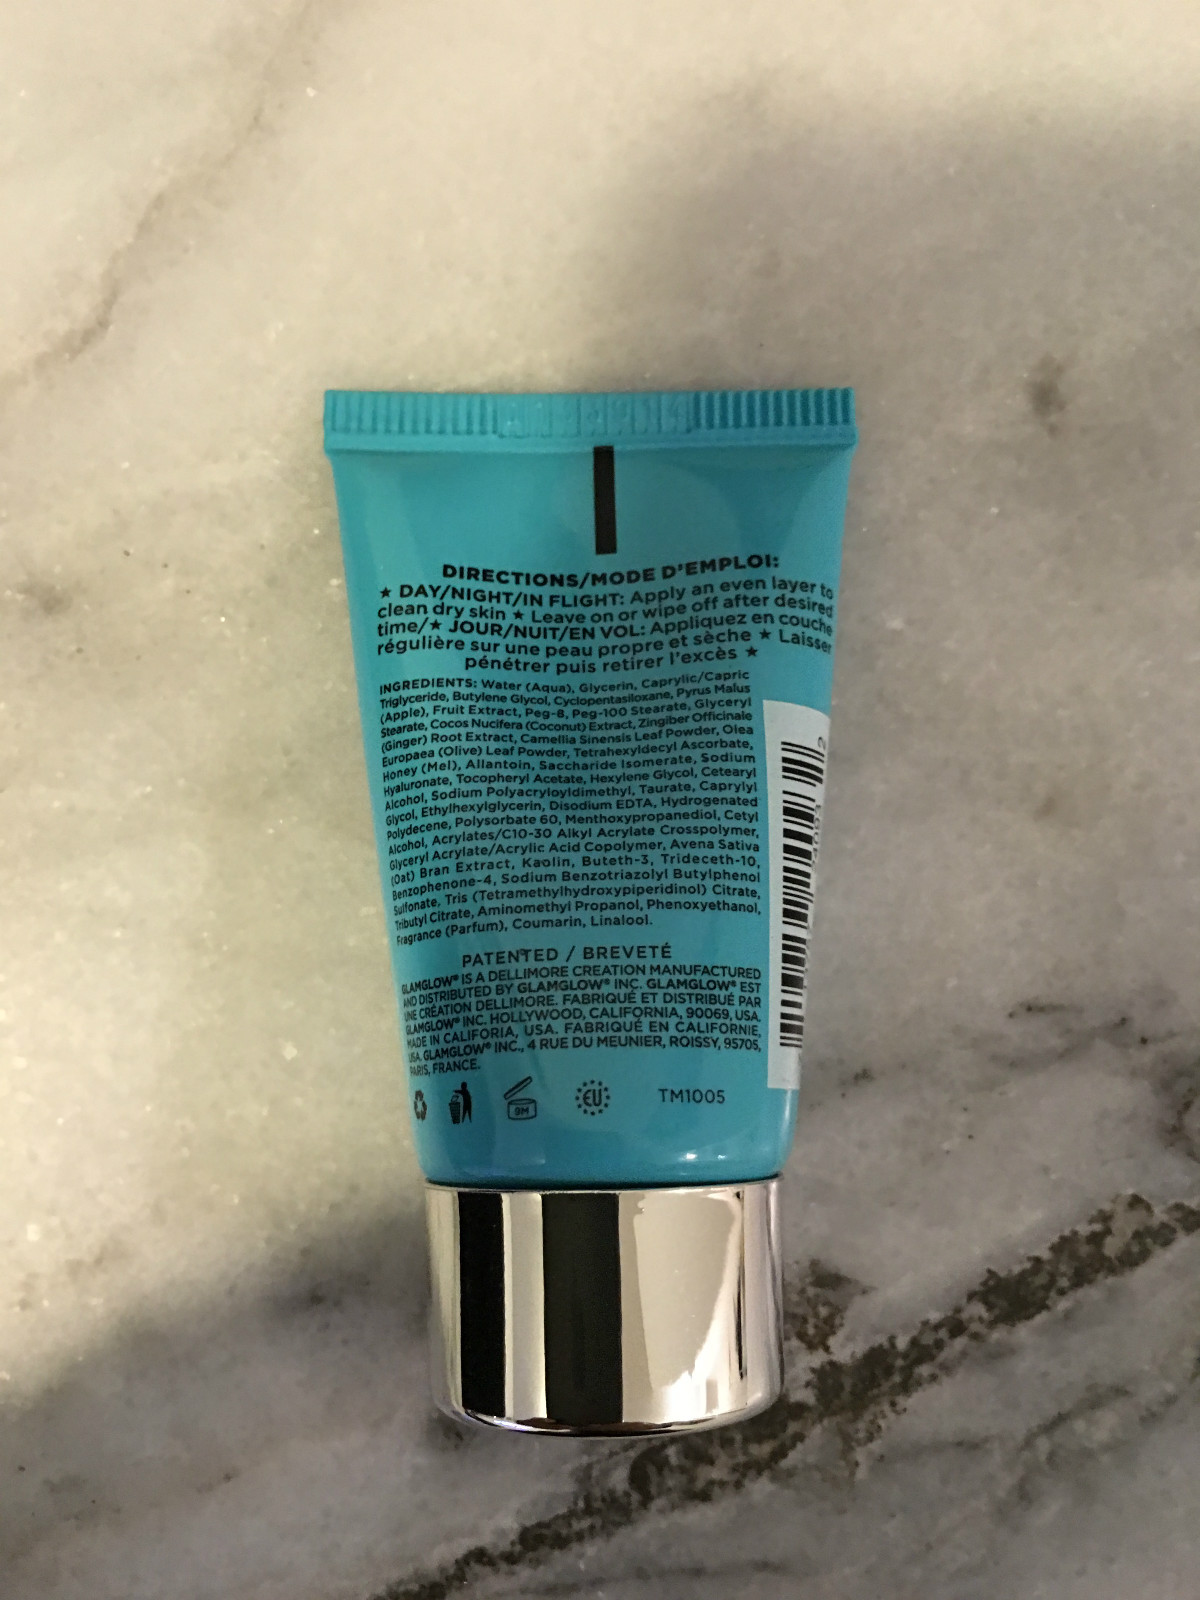 DIRECTIONS/MODE D'EMPLOI:
★ DAY/NIGHT/IN FLIGHT: Apply an even layer to
clean dry skin ★ Leave on or wipe off after desired
time/★ JOUR/NUIT/EN VOL: Appliquez en couche
régulière sur une peau propre et sèche ★ Laisser
pénétrer puis retirer l'excès ★
INGREDIENTS: Water (Aqua), Glycerin, Caprylic/Capric
Triglyceride, Butylene Glycol, Cyclopentasiloxane, Pyrus Malus
(Apple), Fruit Extract, Peg-8, Peg-100 Stearate, Glyceryl
Stearate, Cocos Nucifera (Coconut) Extract, Zingiber Officinale
(Ginger) Root Extract, Camellia Sinensis Leaf Powder, Olea
Europaea (Olive) Leaf Powder, Tetrahexyldecyl Ascorbate,
Honey (Mel), Allantoin, Saccharide Isomerate, Sodium
Hyaluronate, Tocopheryl Acetate, Hexylene Glycol, Cetearyl
Alcohol, Sodium Polyacryloyldimethyl, Taurate, Caprylyl
Glycol, Ethylhexylglycerin, Disodium EDTA, Hydrogenated
Polydecene, Polysorbate 60, Menthoxypropanediol, Cetyl
Alcohol, Acrylates/C10-30 Alkyl Acrylate Crosspolymer,
Glyceryl Acrylate/Acrylic Acid Copolymer, Avena Sativa
(Oat) Bran Extract, Kaolin, Buteth-3, Trideceth-10,
Benzophenone-4, Sodium Benzotriazolyl Butylphenol
Sulfonate, Tris (Tetramethylhydroxypiperidinol) Citrate,
Tributyl Citrate, Aminomethyl Propanol, Phenoxyethanol,
Fragrance (Parfum), Coumarin, Linalool.
PATENTED / BREVETÉ
GLAMGLOW® IS A DELLIMORE CREATION MANUFACTURED
AND DISTRIBUTED BY GLAMGLOW® INC. GLAMGLOW® EST
UNE CRÉATION DELLIMORE. FABRIQUÉ ET DISTRIBUÉ PAR
GLAMGLOW® INC. HOLLYWOOD, CALIFORNIA, 90069, USA.
MADE IN CALIFORIA, USA. FABRIQUÉ EN CALIFORNIE,
USA. GLAMGLOW® INC., 4 RUE DU MEUNIER, ROISSY, 95705,
PARIS, FRANCE.
9M
EU
TM1005